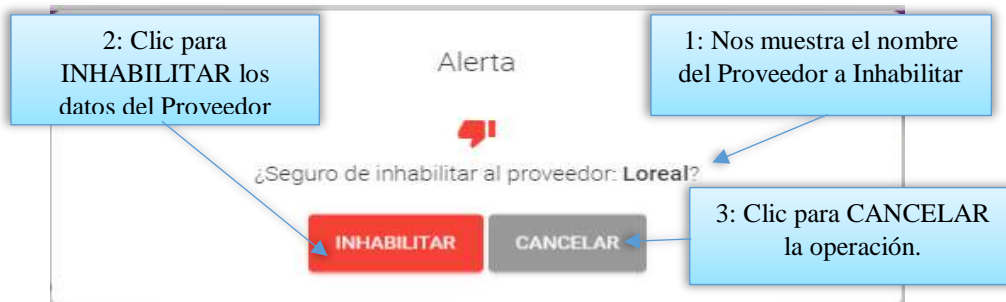 2: Clic para
INHABILITAR los
datos del Proveedor
1: Nos muestra el nombre
del Proveedor a Inhabilitar
Alerta
¿Seguro de inhabilitar al proveedor: Loreal?
INHABILITAR
CANCELAR
3: Clic para CANCELAR
la operación.